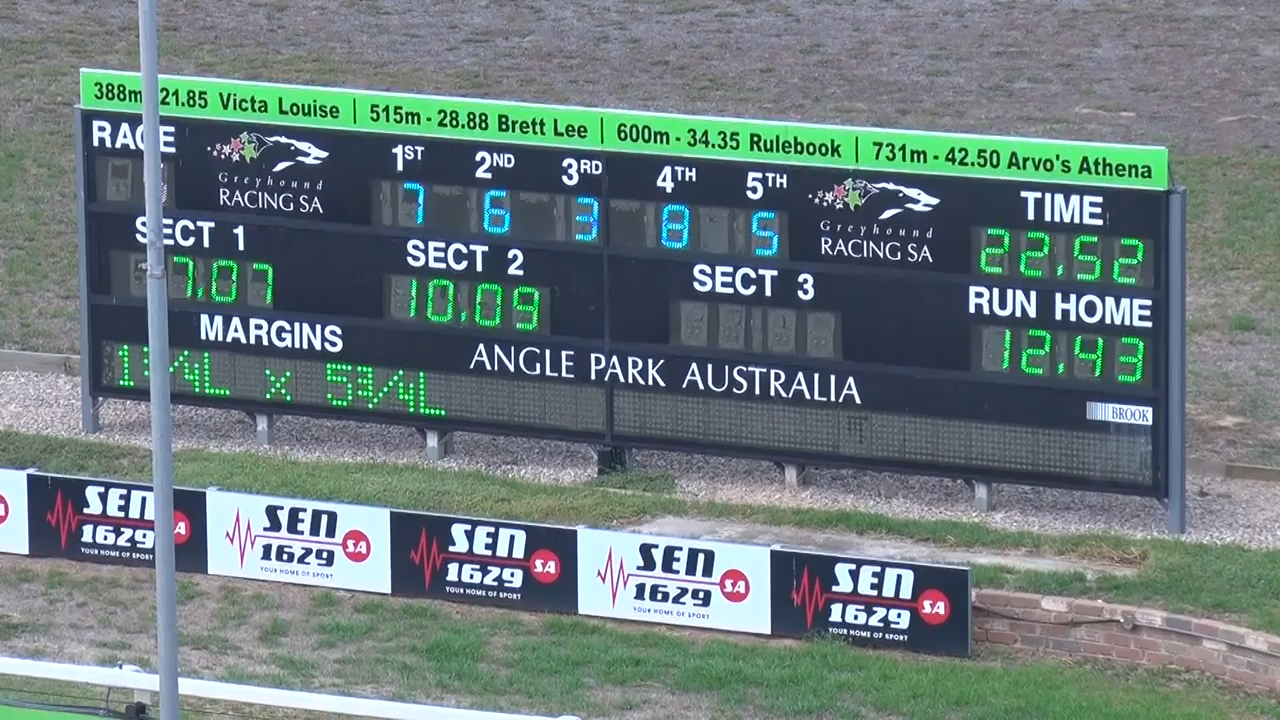 388m 21.85 Victa Louise | 515m - 28.88 Brett Lee | 600m - 34.35 Rulebook | 731m - 42.50 Arvo's Athena
RACE
Greyhound
RACING SA
1ST 2ND 3RD 4TH 5TH
7 6 3 8 5
Greyhound
RACING SA
TIME
22.52
SECT 1
7.07
SECT 2
10.09
SECT 3
RUN HOME
12.43
MARGINS
x 5¾L
ANGLE PARK AUSTRALIA
BROOK
SEN
1629
SA
YOUR HOME OF SPORT
SEN
1629
SA
YOUR HOME OF SPORT
SEN
1629
SA
YOUR HOME OF SPORT
SEN
1629
SA
YOUR HOME OF SPORT
SEN
1629
SA
YOUR HOME OF SPORT